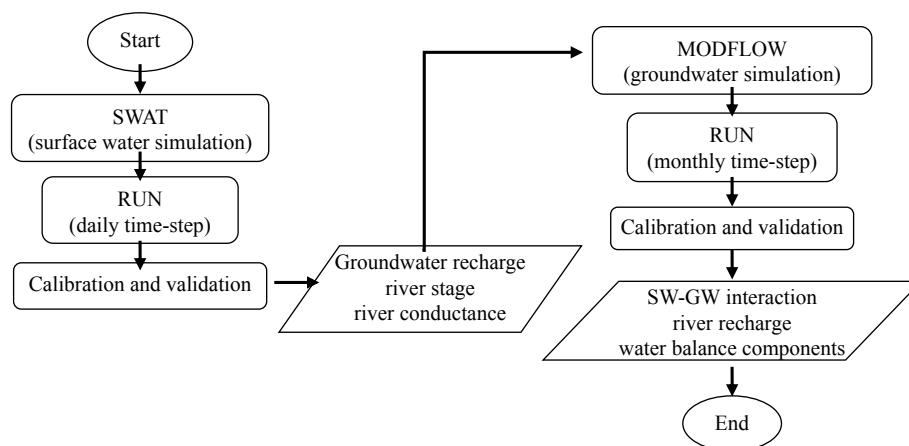 Start
SWAT
(surface water simulation)
RUN
(daily time-step)
Calibration and validation
Groundwater recharge
river stage
river conductance
MODFLOW
(groundwater simulation)
RUN
(monthly time-step)
Calibration and validation
SW-GW interaction
river recharge
water balance components
End